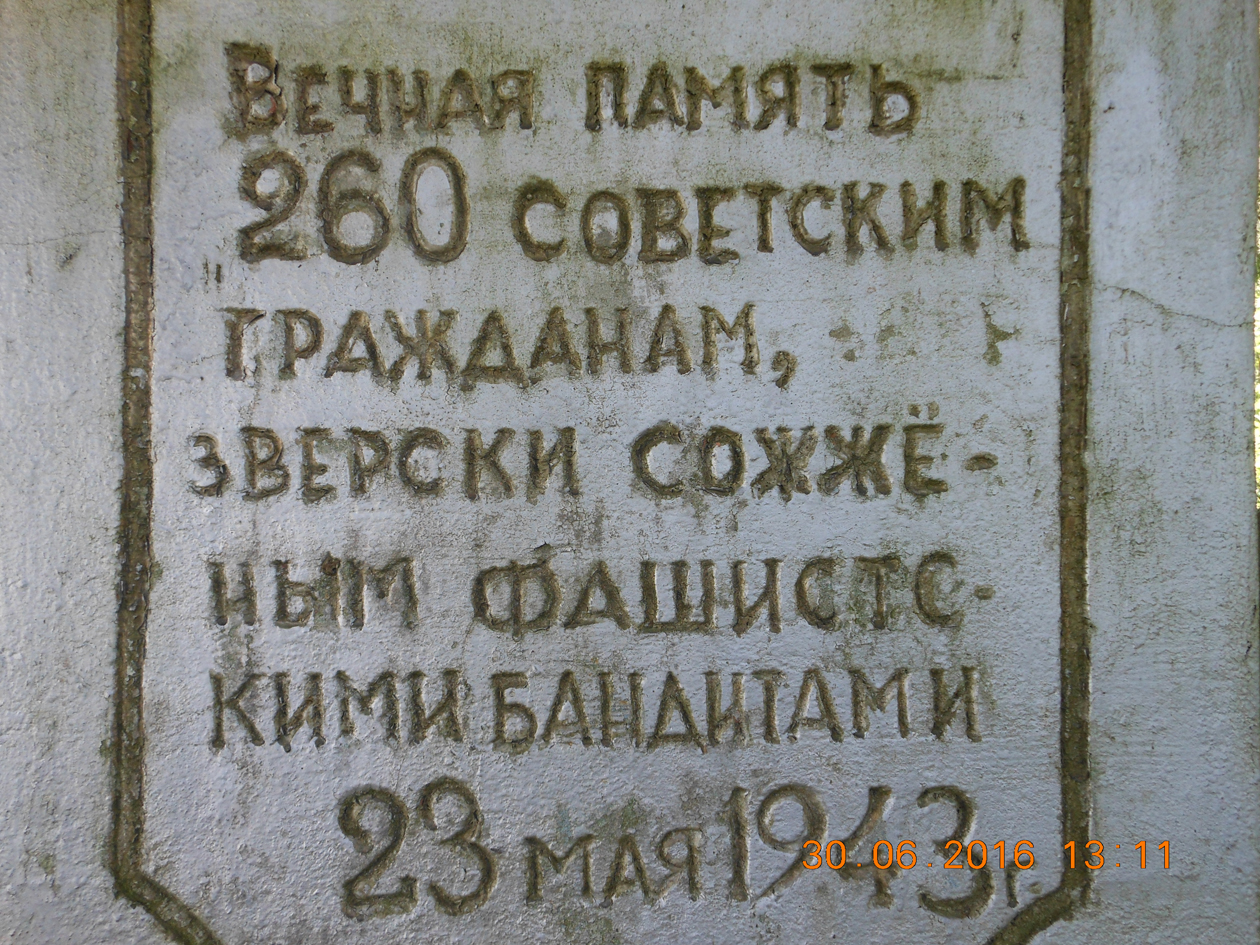 Вечная память
260 советским
гражданам,
зверски сожжё-
ным фашистс-
кими бандитами
23 мая 1943 г.
30.06.2016 13:11